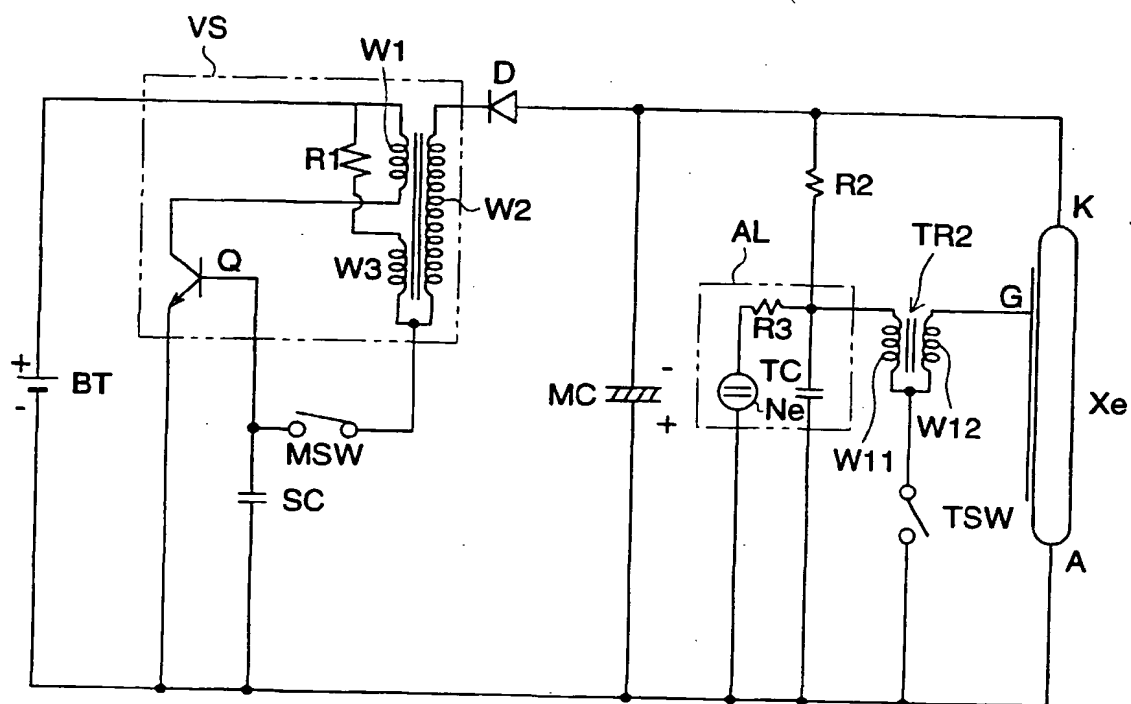 VS
W1
D
R1
W2
R2
K
AL
TR2
Q
W3
G
R3
+
BT
-
MC
-
+
TC
Ne
Xe
W12
W11
MSW
SC
TSW
A